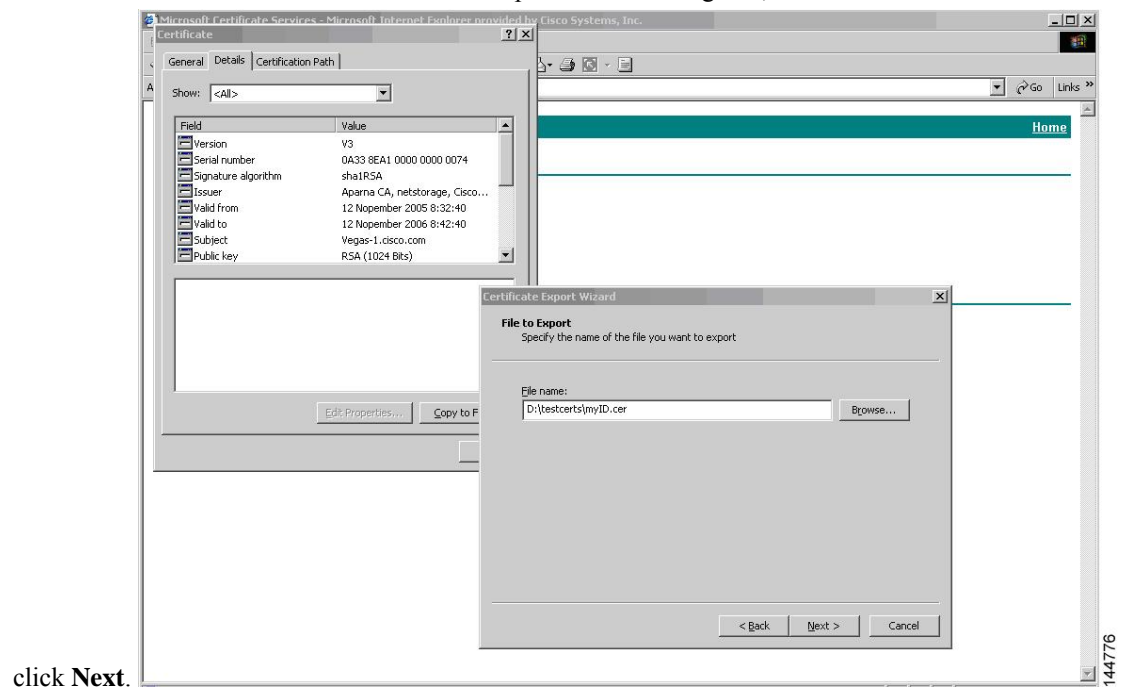 Microsoft Certificate Services - Microsoft Internet Explorer provided by Cisco Systems, Inc.
Certificate
General Details Certification Path
Show: <All>
Go Links »
Home
Field Value
Version V3
Serial number 0A33 8EA1 0000 0000 0074
Signature algorithm sha1RSA
Issuer Aparna CA, netstorage, Cisco...
Valid from 12 Nopember 2005 8:32:40
Valid to 12 Nopember 2006 8:42:40
Subject Vegas-1.cisco.com
Public key RSA (1024 Bits)
Edit Properties... Copy to F
Certificate Export Wizard
File to Export
Specify the name of the file you want to export
File name:
D:\testcerts\myID.cer Browse...
< Back Next > Cancel
144776
click Next.